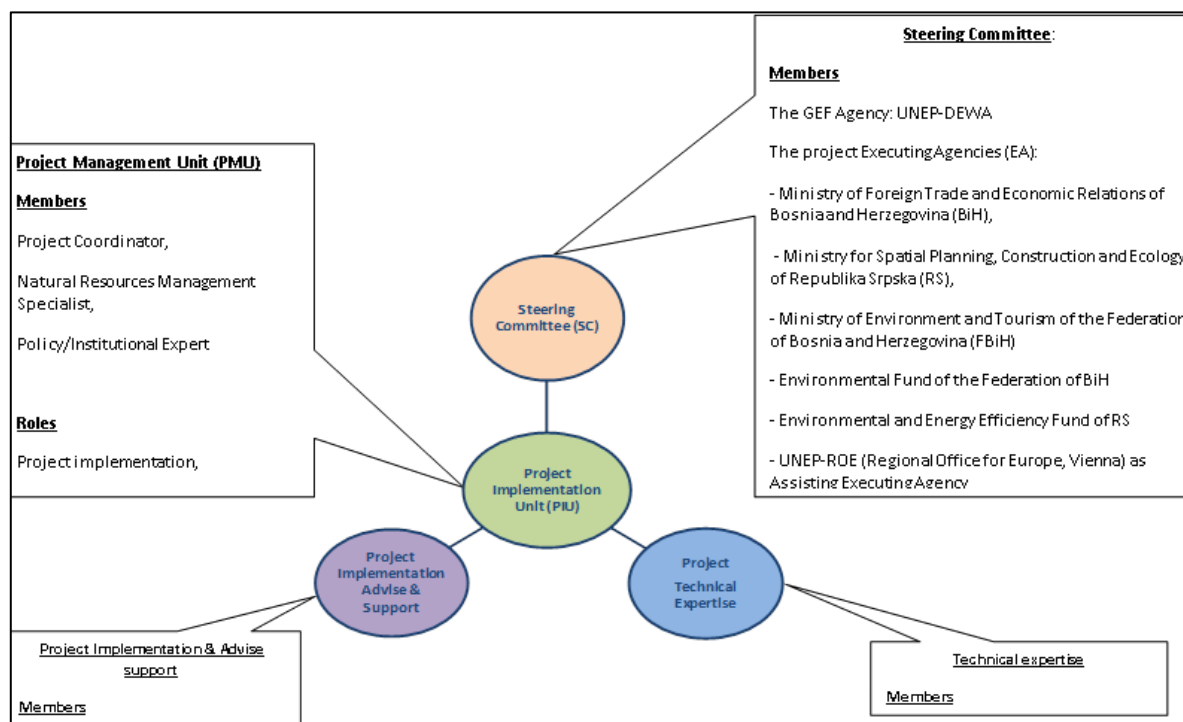 Steering Committee:
Members
The GEF Agency: UNEP-DEWA
The project Executing Agencies (EA):
- Ministry of Foreign Trade and Economic Relations of
Bosnia and Herzegovina (BiH),
- Ministry for Spatial Planning, Construction and Ecology
of Republika Srpska (RS),
- Ministry of Environment and Tourism of the Federation
of Bosnia and Herzegovina (FBiH)
- Environmental Fund of the Federation of BiH
- Environmental and Energy Efficiency Fund of RS
- UNEP-ROE (Regional Office for Europe, Vienna) as
Assisting Executing Agency
Project Management Unit (PMU)
Members
Project Coordinator,
Natural Resources Management
Specialist,
Policy/Institutional Expert
Roles
Project implementation,
Steering
Committee (SC)
Project
Implementation
Unit (PIU)
Project
Implementation
Advise &
Support
Project
Technical
Expertise
Project Implementation & Advise
support
Members
Technical expertise
Members